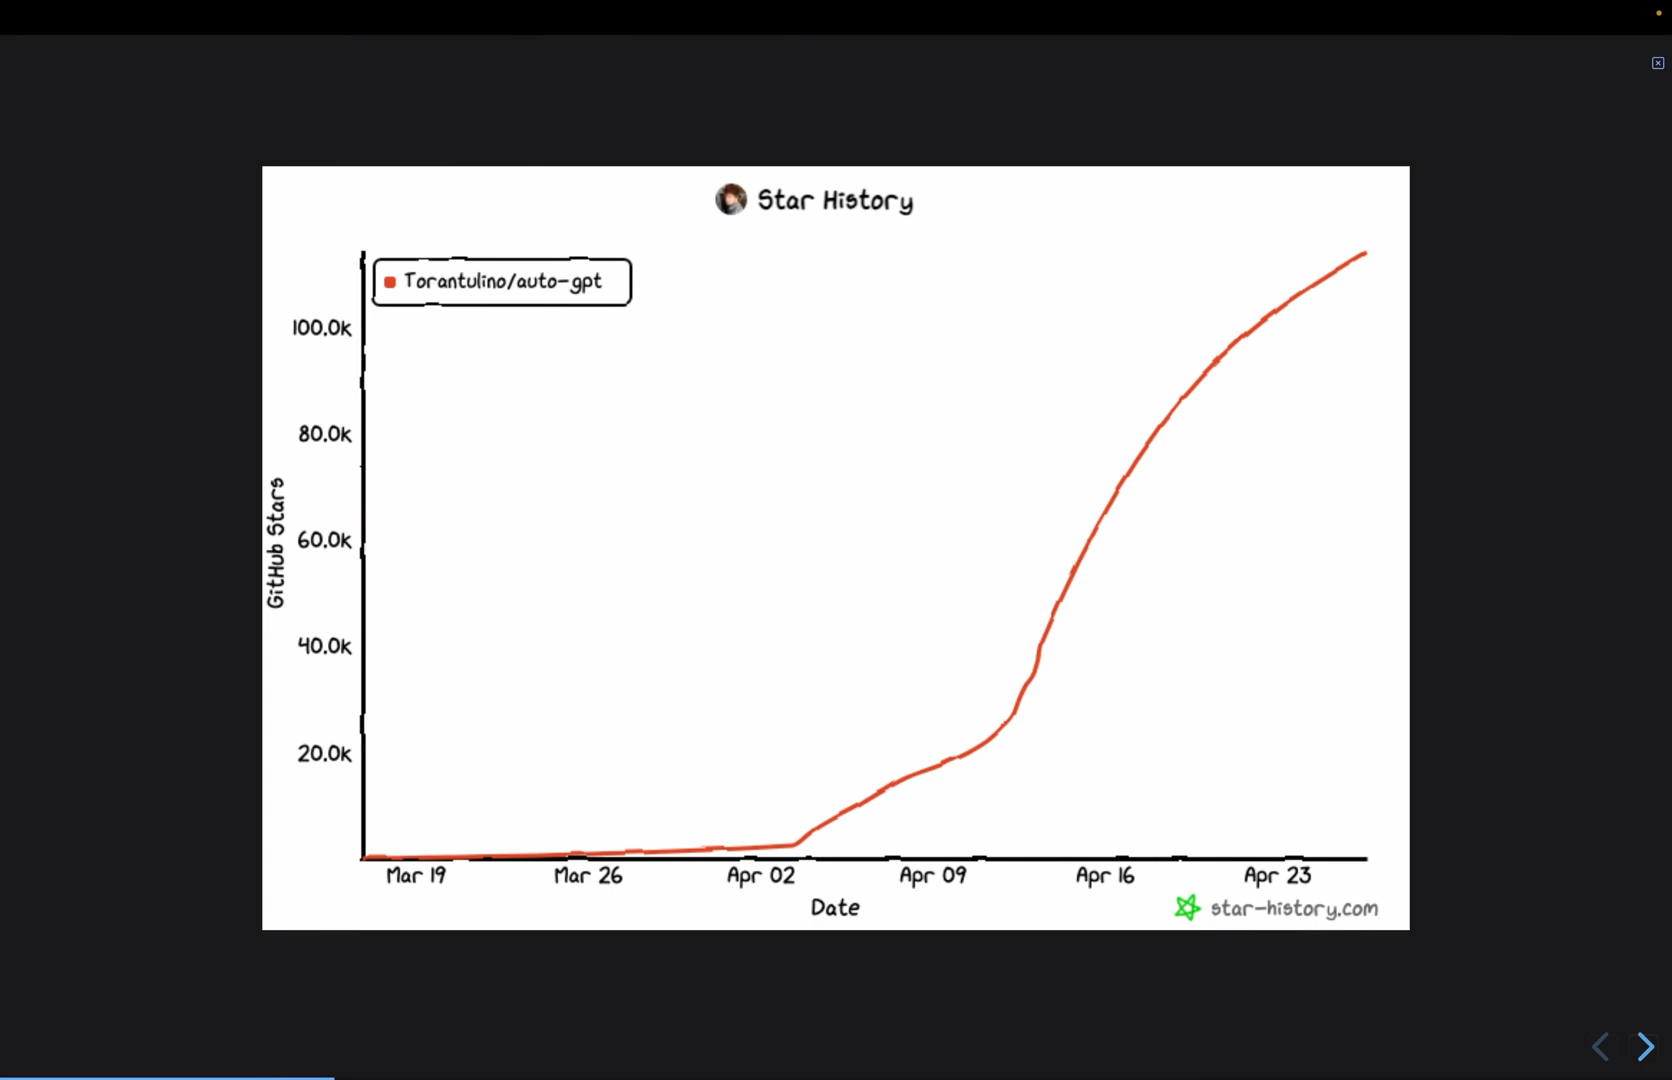 Star History
Torantulino/auto-gpt
100.0k
80.0k
60.0k
40.0k
20.0k
GitHub Stars
Mar 19
Mar 26
Apr 02
Apr 09
Apr 16
Apr 23
Date
star-history.com